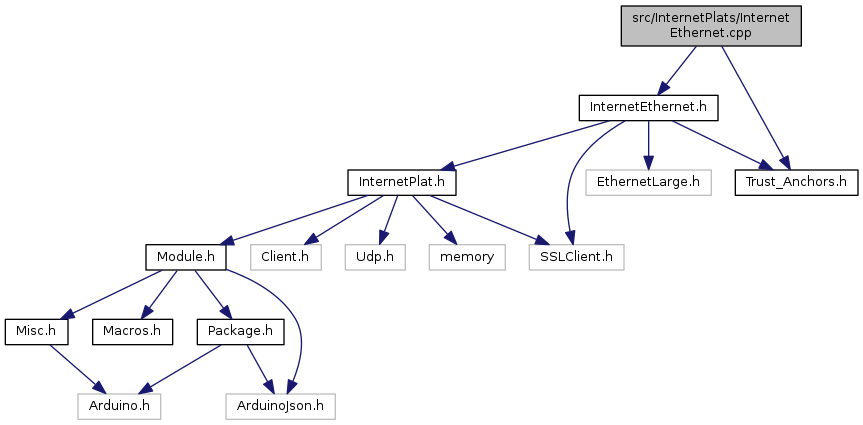 src/InternetPlats/Internet
Ethernet.cpp
InternetEthernet.h
InternetPlat.h
EthernetLarge.h
Trust_Anchors.h
Module.h
Client.h
Udp.h
memory
SSLClient.h
Misc.h
Macros.h
Package.h
Arduino.h
ArduinoJson.h